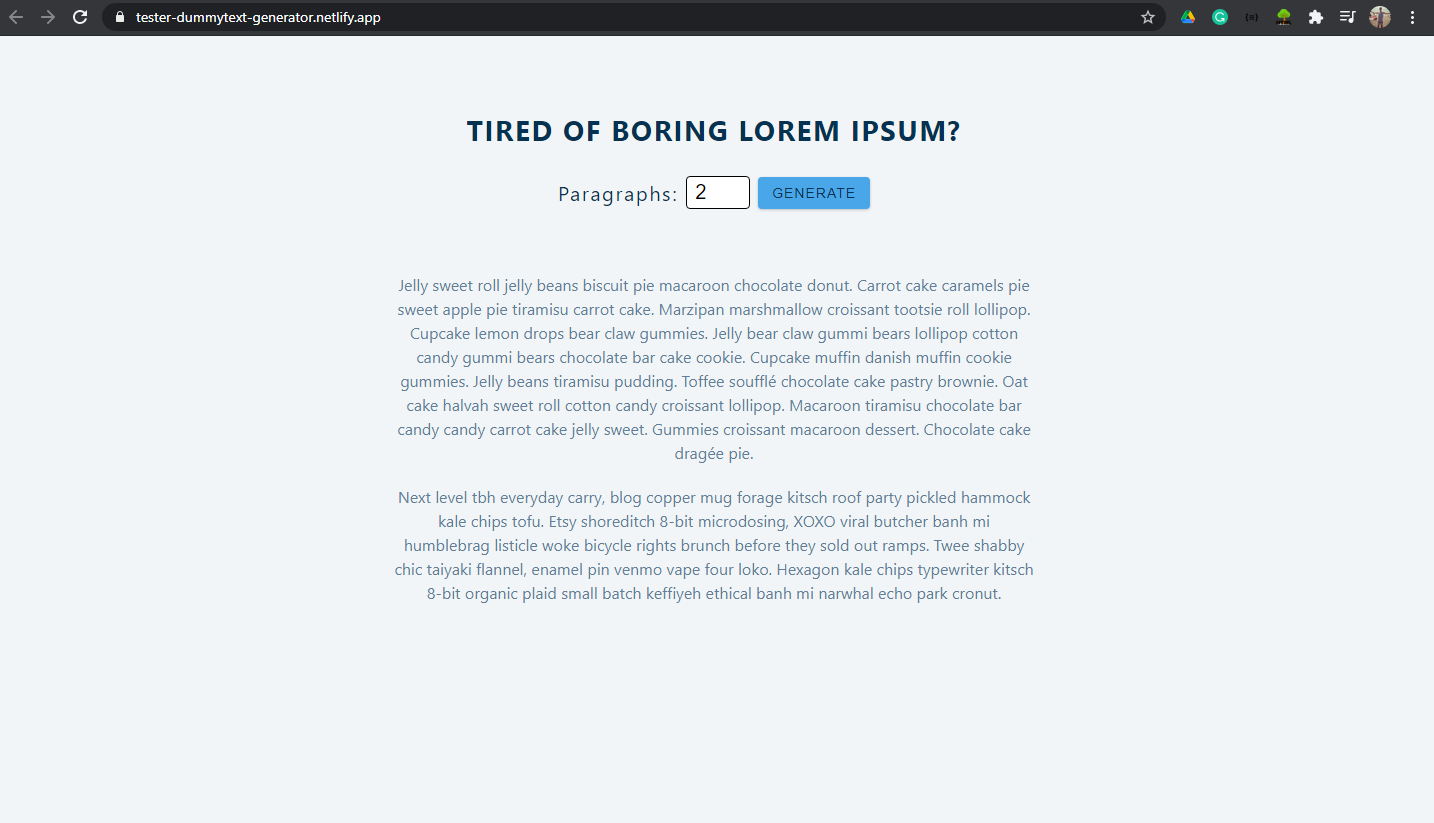 tester-dummytext-generator.netlify.app
TIRED OF BORING LOREM IPSUM?
Paragraphs: 2 GENERATE
Jelly sweet roll jelly beans biscuit pie macaroon chocolate donut. Carrot cake caramels pie
sweet apple pie tiramisu carrot cake. Marzipan marshmallow croissant tootsie roll lollipop.
Cupcake lemon drops bear claw gummies. Jelly bear claw gummi bears lollipop cotton
candy gummi bears chocolate bar cake cookie. Cupcake muffin danish muffin cookie
gummies. Jelly beans tiramisu pudding. Toffee soufflé chocolate cake pastry brownie. Oat
cake halvah sweet roll cotton candy croissant lollipop. Macaroon tiramisu chocolate bar
candy candy carrot cake jelly sweet. Gummies croissant macaroon dessert. Chocolate cake
dragée pie.
Next level tbh everyday carry, blog copper mug forage kitsch roof party pickled hammock
kale chips tofu. Etsy shoreditch 8-bit microdosing, XOXO viral butcher banh mi
humblebrag listicle woke bicycle rights brunch before they sold out ramps. Twee shabby
chic taiyaki flannel, enamel pin venmo vape four loko. Hexagon kale chips typewriter kitsch
8-bit organic plaid small batch keffiyeh ethical banh mi narwhal echo park cronut.